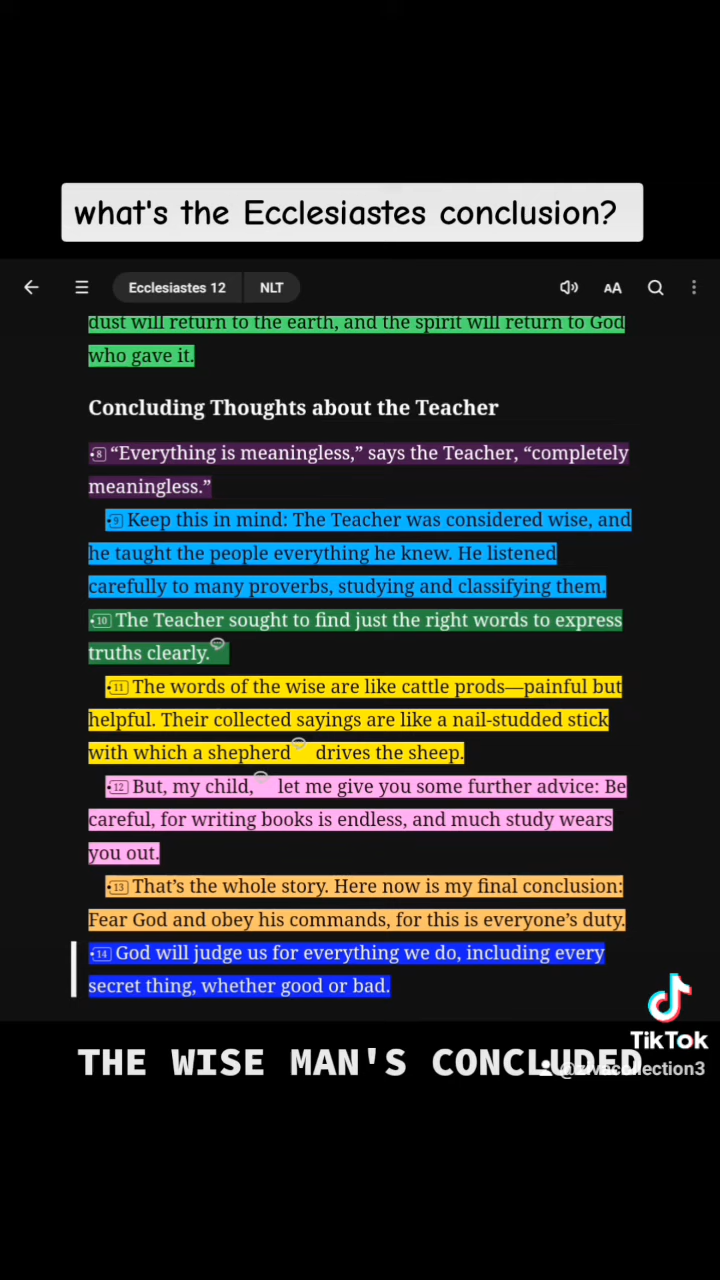 what's the Ecclesiastes conclusion?
Ecclesiastes 12 NLT AA
dust will return to the earth, and the spirit will return to God
who gave it.
Concluding Thoughts about the Teacher
8 “Everything is meaningless,” says the Teacher, “completely
meaningless.”
9 Keep this in mind: The Teacher was considered wise, and
he taught the people everything he knew. He listened
carefully to many proverbs, studying and classifying them.
10 The Teacher sought to find just the right words to express
truths clearly.
11 The words of the wise are like cattle prods—painful but
helpful. Their collected sayings are like a nail-studded stick
with which a shepherd drives the sheep.
12 But, my child, let me give you some further advice: Be
careful, for writing books is endless, and much study wears
you out.
13 That’s the whole story. Here now is my final conclusion:
Fear God and obey his commands, for this is everyone’s duty.
14 God will judge us for everything we do, including every
secret thing, whether good or bad.
TikTok
THE WISE MAN'S CONCLUDED